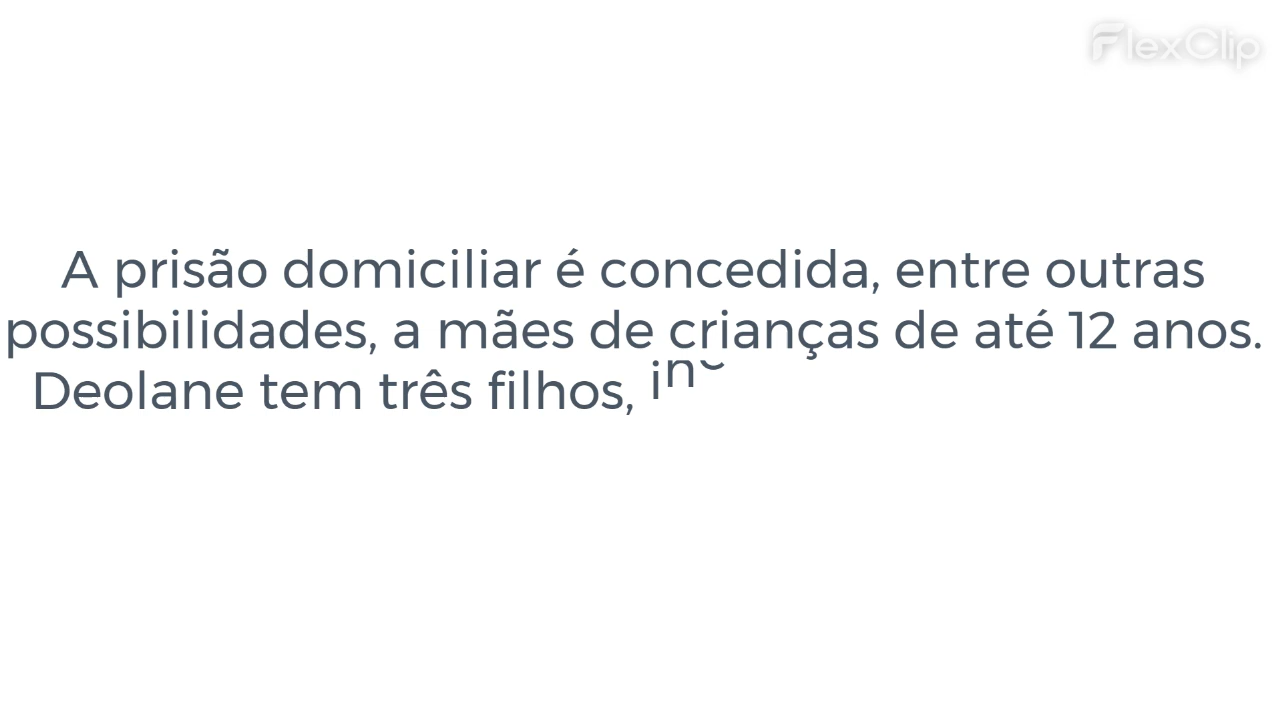 FlexClip
A prisão domiciliar é concedida, entre outras
possibilidades, a mães de crianças de até 12 anos.
Deolane tem três filhos,